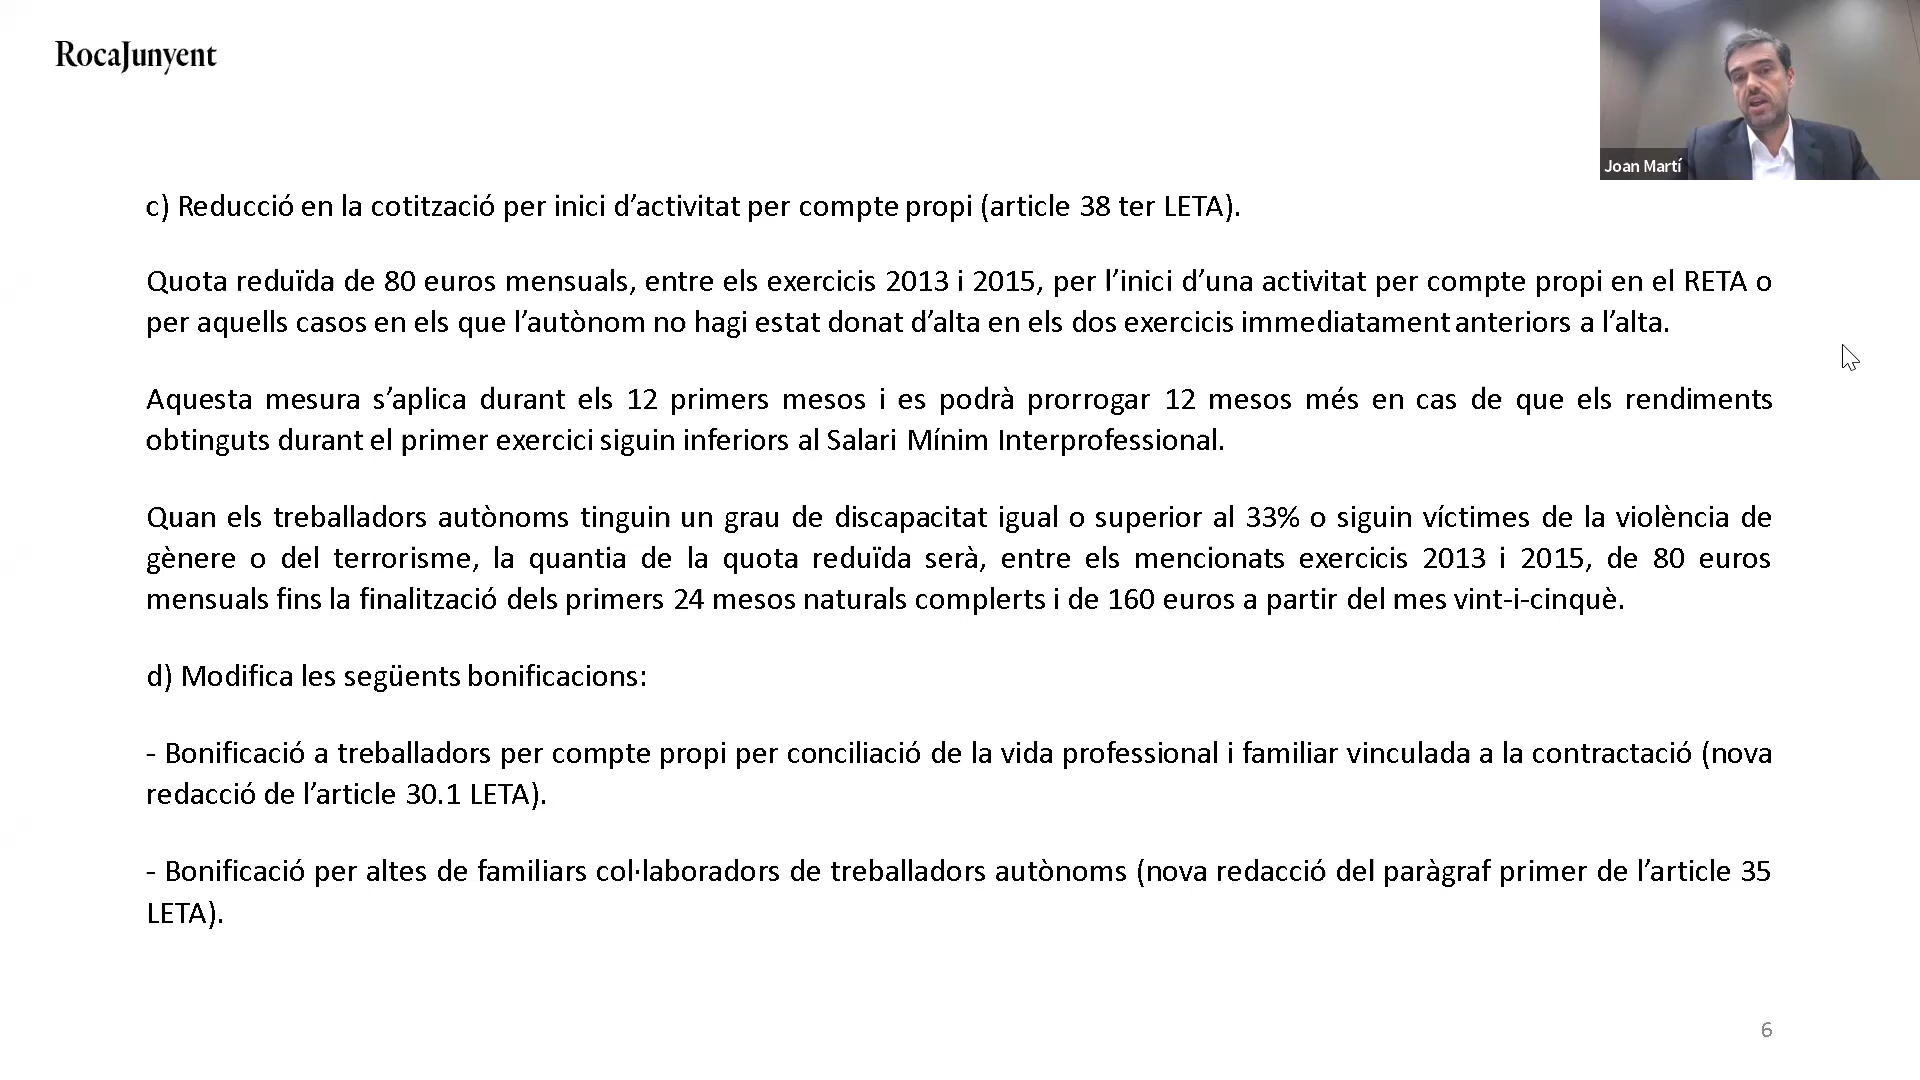 RocaJunyent
Joan Martí
c) Reducció en la cotització per inici d’activitat per compte propi (article 38 ter LETA).
Quota reduïda de 80 euros mensuals, entre els exercicis 2013 i 2015, per l’inici d’una activitat per compte propi en el RETA o
per aquells casos en els que l’autònom no hagi estat donat d’alta en els dos exercicis immediatament anteriors a l’alta.
Aquesta mesura s’aplica durant els 12 primers mesos i es podrà prorrogar 12 mesos més en cas de que els rendiments
obtinguts durant el primer exercici siguin inferiors al Salari Mínim Interprofessional.
Quan els treballadors autònoms tinguin un grau de discapacitat igual o superior al 33% o siguin víctimes de la violència de
gènere o del terrorisme, la quantia de la quota reduïda serà, entre els mencionats exercicis 2013 i 2015, de 80 euros
mensuals fins la finalització dels primers 24 mesos naturals complerts i de 160 euros a partir del mes vint-i-cinquè.
d) Modifica les següents bonificacions:
- Bonificació a treballadors per compte propi per conciliació de la vida professional i familiar vinculada a la contractació (nova
redacció de l’article 30.1 LETA).
- Bonificació per altes de familiars col·laboradors de treballadors autònoms (nova redacció del paràgraf primer de l’article 35
LETA).
6